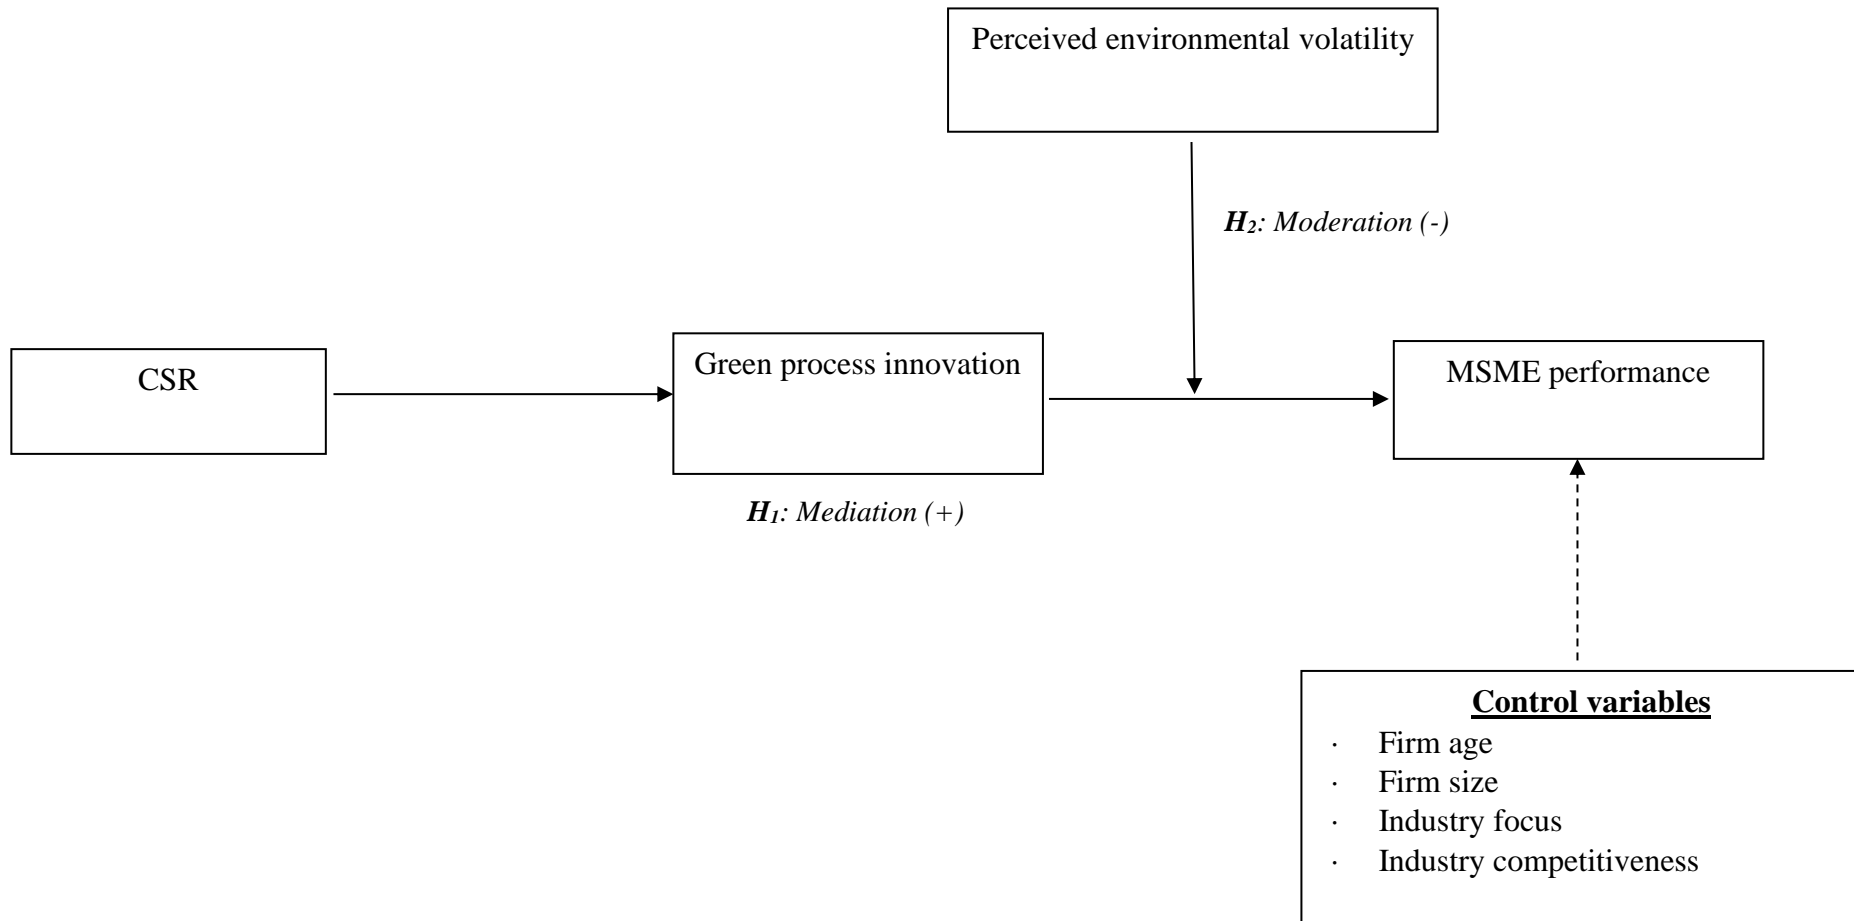 Perceived environmental volatility
H₂: Moderation (-)
CSR
Green process innovation
MSME performance
H₁: Mediation (+)
Control variables
· Firm age
· Firm size
· Industry focus
· Industry competitiveness